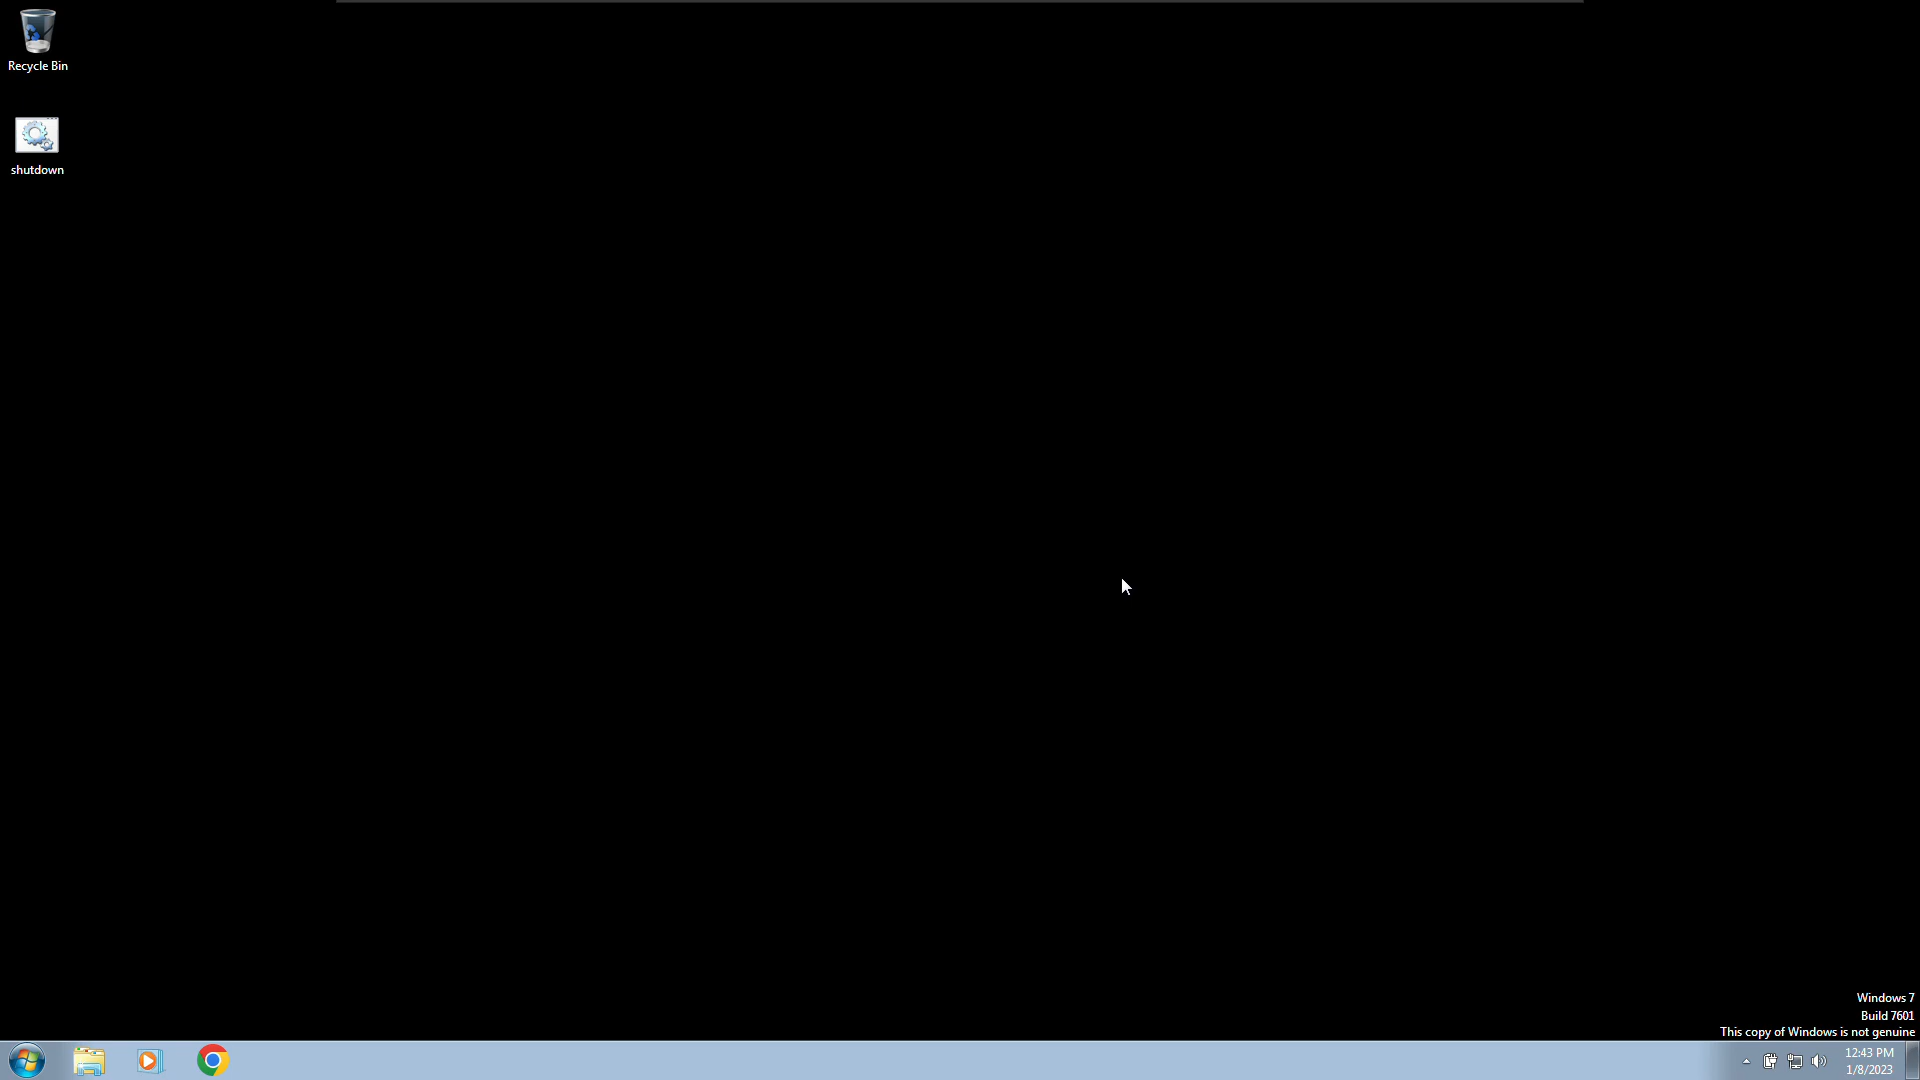 Recycle Bin
shutdown
Windows 7
Build 7601
This copy of Windows is not genuine
12:43 PM
1/8/2023